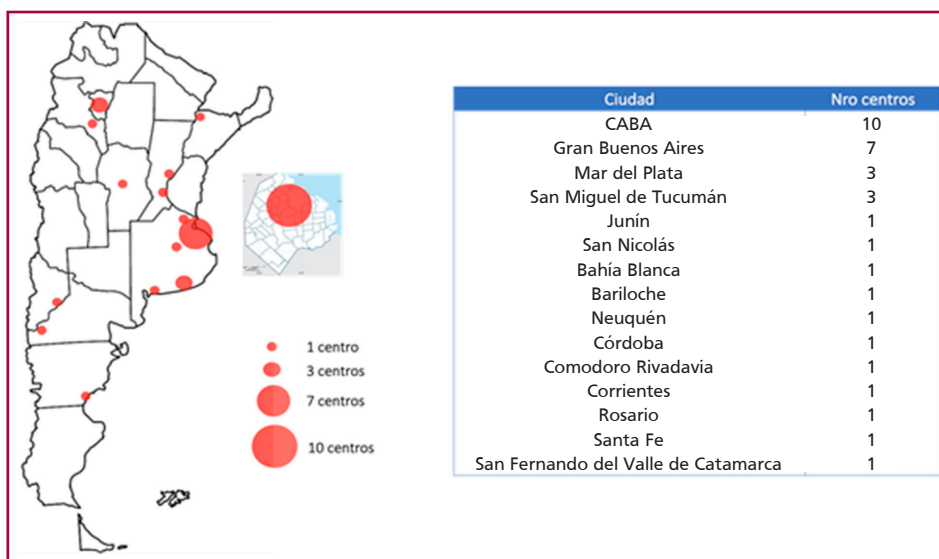 1 centro
3 centros
7 centros
10 centros
Ciudad Nro centros
CABA 10
Gran Buenos Aires 7
Mar del Plata 3
San Miguel de Tucumán 3
Junín 1
San Nicolás 1
Bahía Blanca 1
Bariloche 1
Neuquén 1
Córdoba 1
Comodoro Rivadavia 1
Corrientes 1
Rosario 1
Santa Fe 1
San Fernando del Valle de Catamarca 1